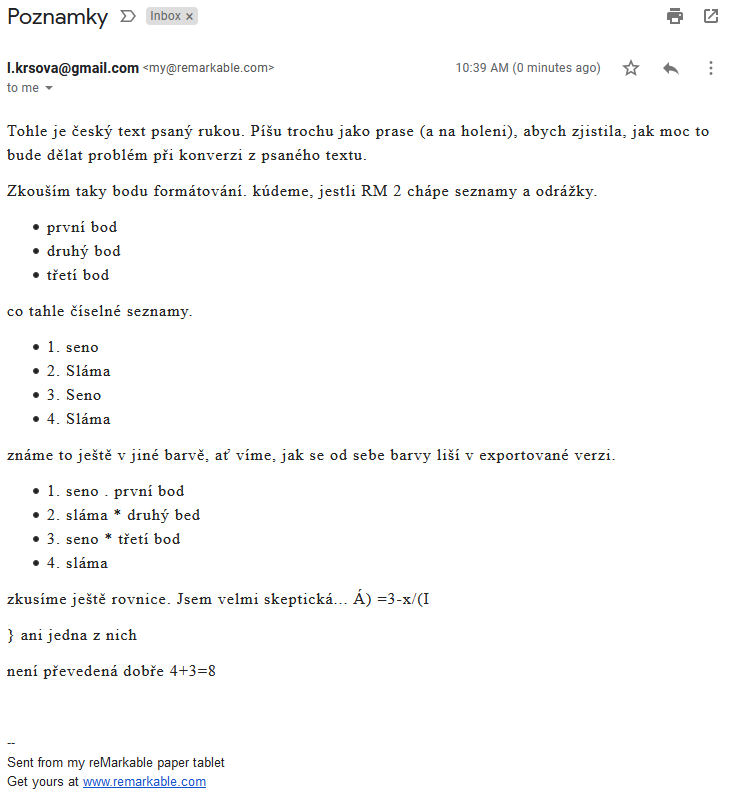 Poznamky Inbox x
l.krsova@gmail.com <my@remarkable.com> 10:39 AM (0 minutes ago)
to me
Tohle je český text psaný rukou. Píšu trochu jako prase (a na holeni), abych zjistila, jak moc to
bude dělat problém při konverzi z psaného textu.
Zkouším taky bodu formátování. kúdeme, jestli RM 2 chápe seznamy a odrážky.
• první bod
• druhý bod
• třetí bod
co tahle číselné seznamy.
• 1. seno
• 2. Sláma
• 3. Seno
• 4. Sláma
známe to ještě v jiné barvě, ať víme, jak se od sebe barvy liší v exportované verzi.
• 1. seno . první bod
• 2. sláma * druhý bed
• 3. seno * třetí bod
• 4. sláma
zkusíme ještě rovnice. Jsem velmi skeptická... Á) =3-x/(I
} ani jedna z nich
není převedená dobře 4+3=8
--
Sent from my reMarkable paper tablet
Get yours at www.remarkable.com